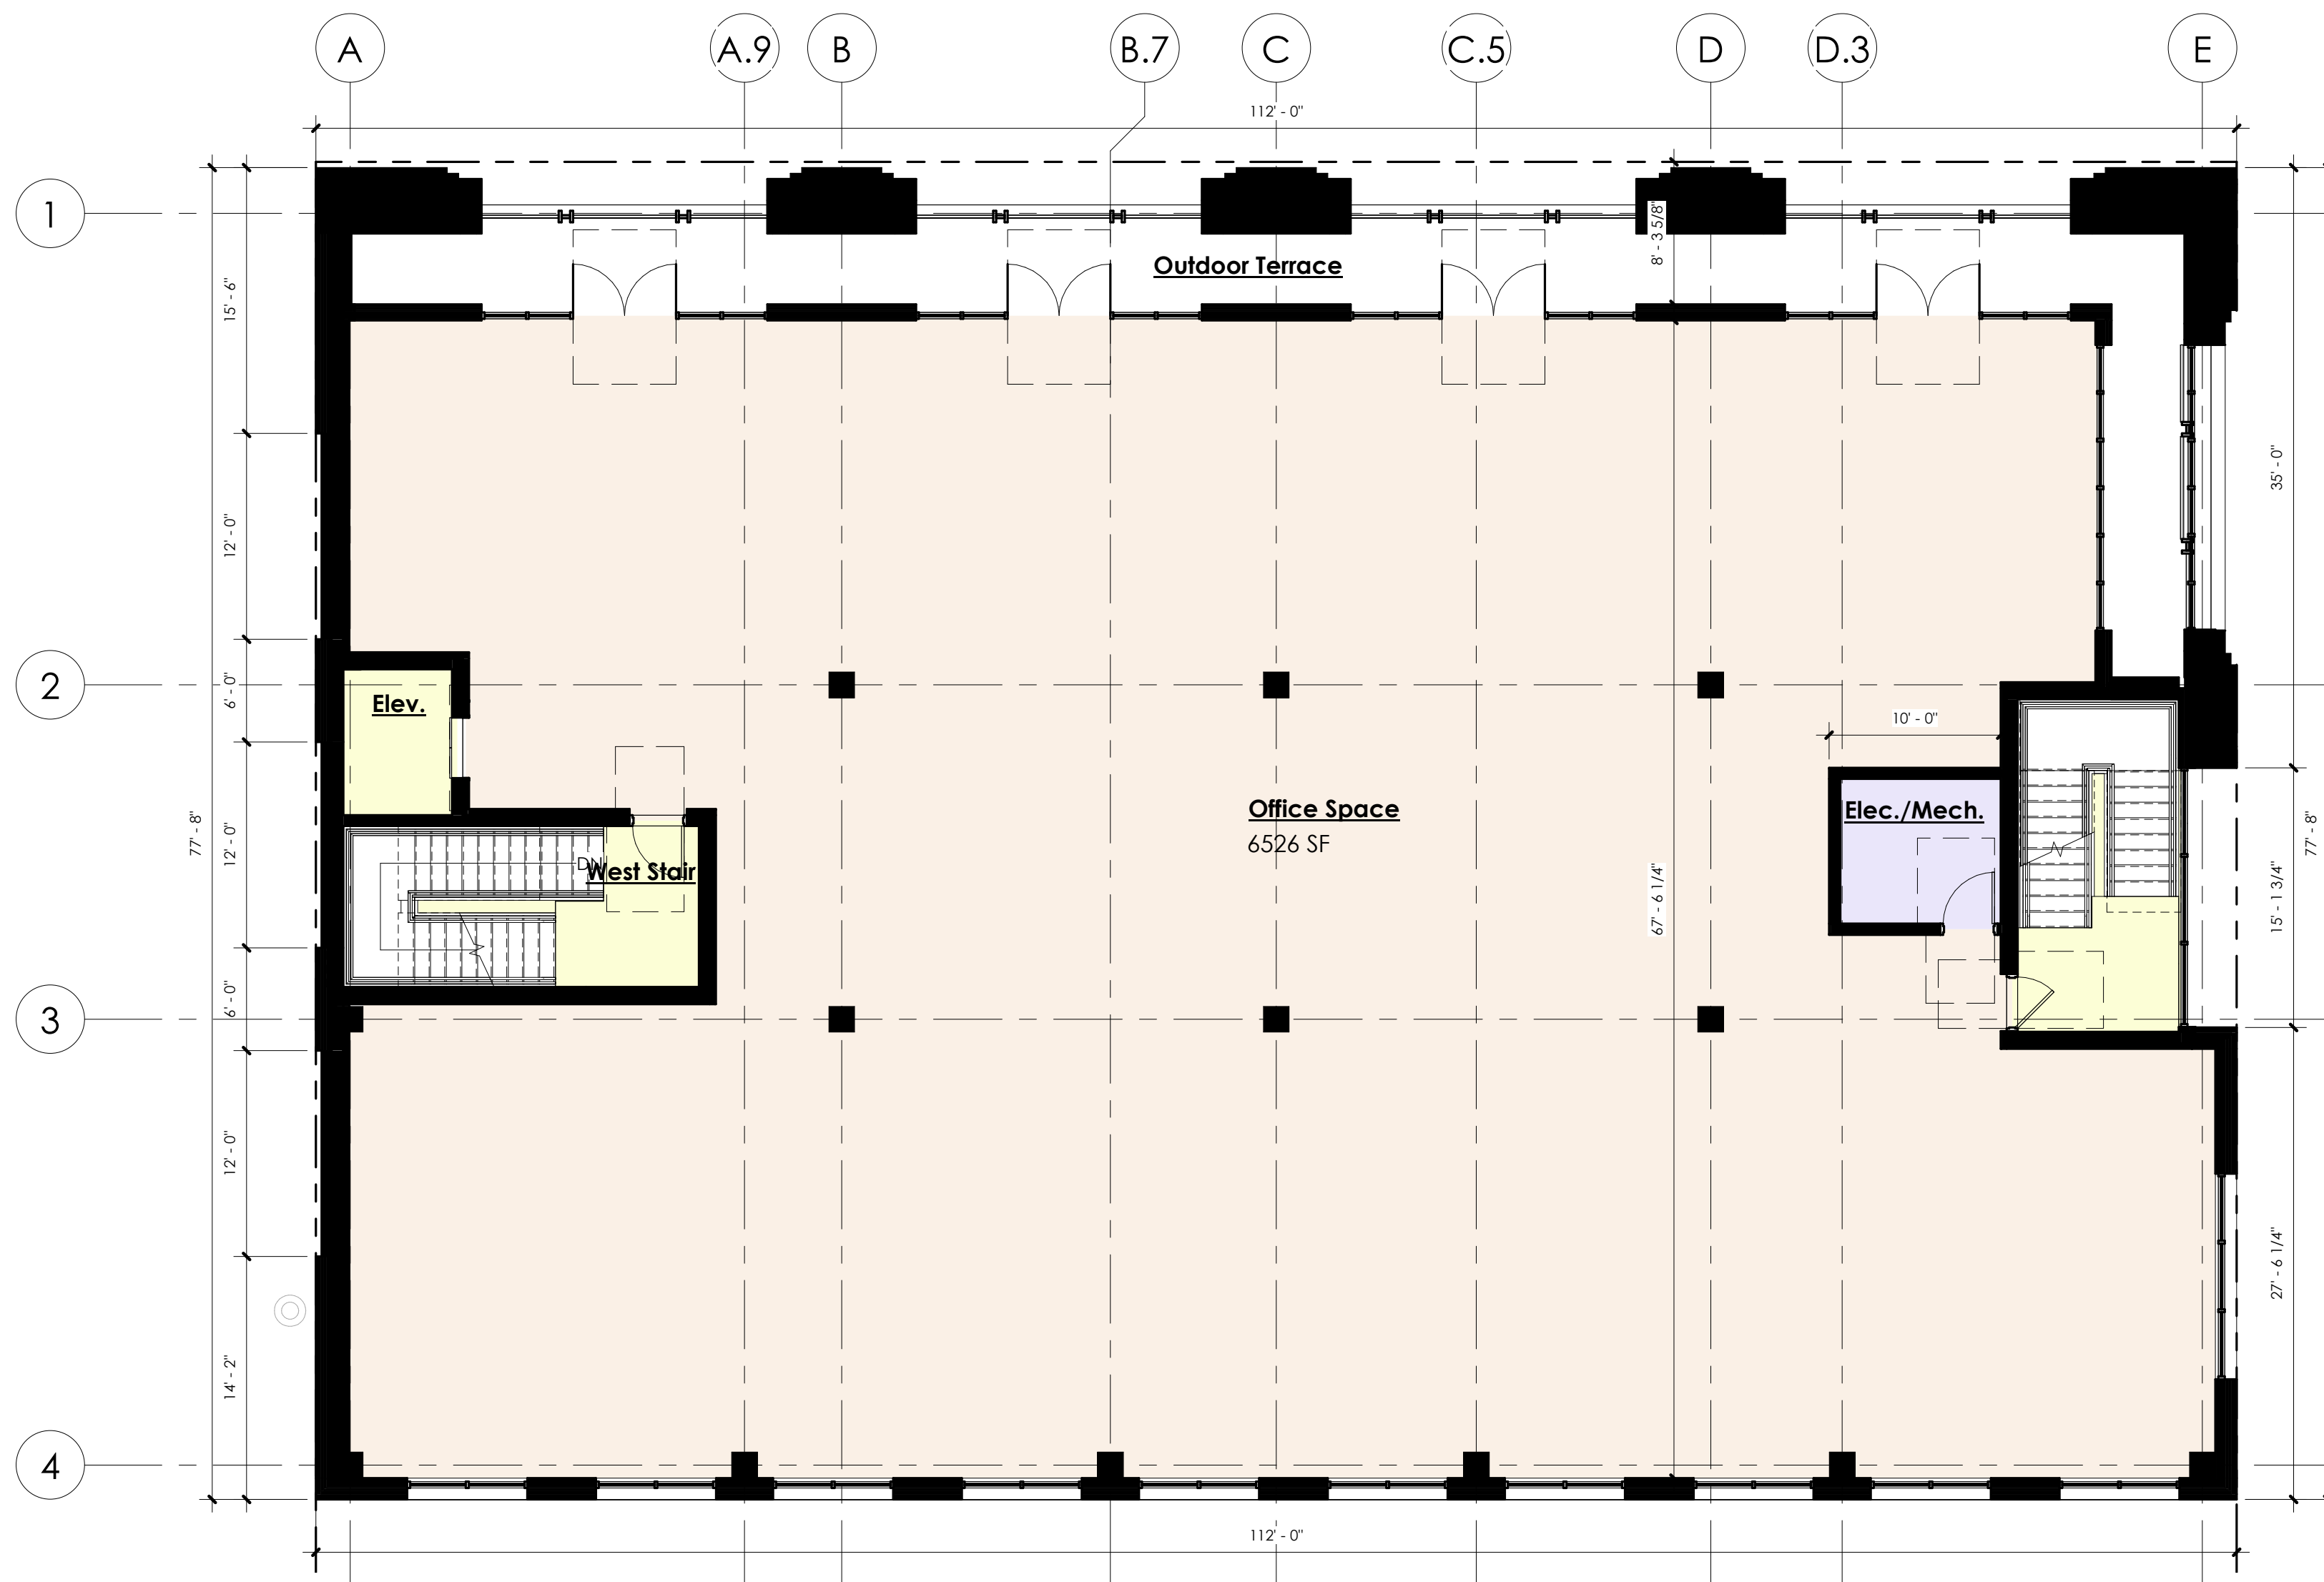 A
A.9
B
B.7
C
C.5
D
D.3
E
112' - 0"
1
2
3
4
15' - 6"
12' - 0"
6' - 0"
12' - 0"
6' - 0"
12' - 0"
14' - 2"
77' - 8"
Outdoor Terrace
8' - 3 5/8"
Elev.
DN
West Stair
Office Space
6526 SF
67' - 6 1/4"
10' - 0"
Elec./Mech.
35' - 0"
15' - 1 3/4"
27' - 6 1/4"
77' - 8"
112' - 0"